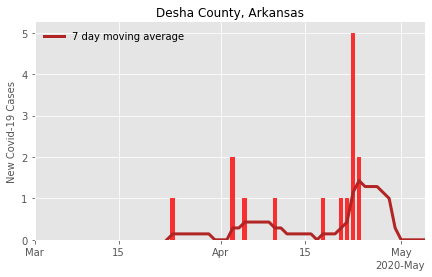 Desha County, Arkansas
7 day moving average
New Covid-19 Cases
5
4
3
2
1
0
Mar 15 Apr 15 May
2020-May